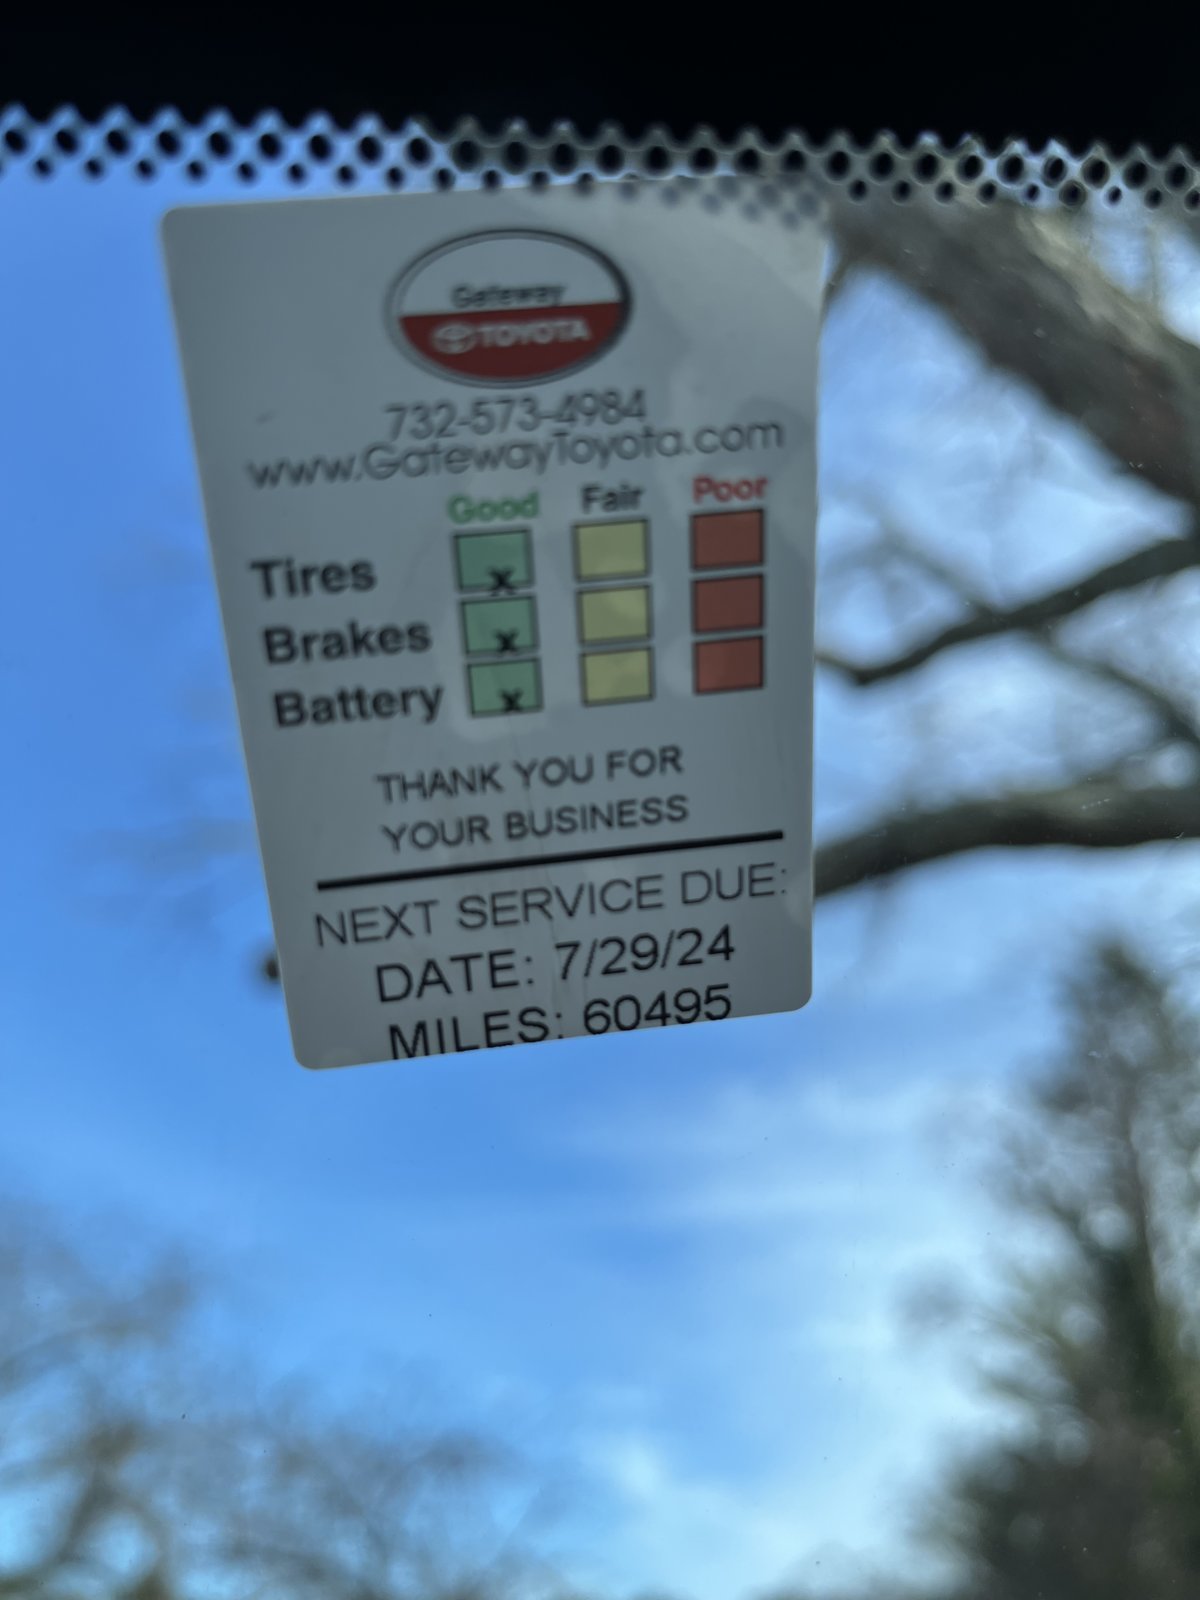 Gateway
TOYOTA
732-573-4984
www.GatewayToyota.com
Good Fair Poor
Tires x
Brakes x
Battery x
THANK YOU FOR
YOUR BUSINESS
NEXT SERVICE DUE:
DATE: 7/29/24
MILES: 60495